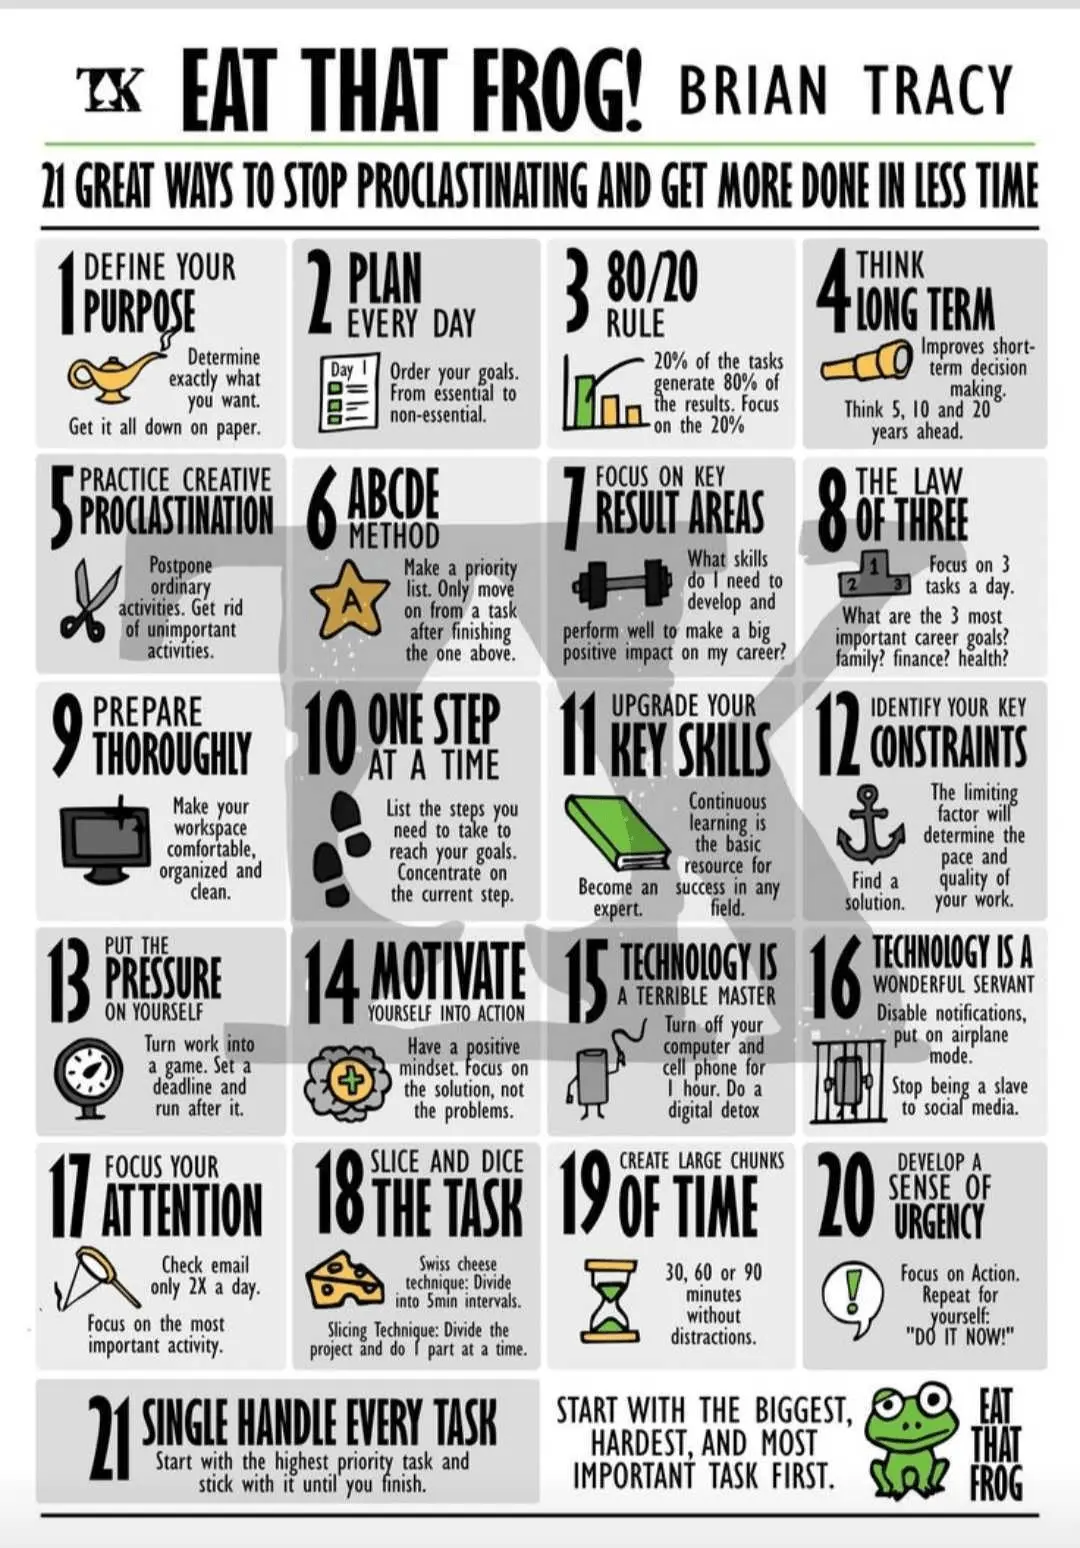 TK EAT THAT FROG! BRIAN TRACY
21 GREAT WAYS TO STOP PROCLASTINATING AND GET MORE DONE IN LESS TIME
1 DEFINE YOUR
PURPOSE
Determine
exactly what
you want.
Get it all down on paper.
2 PLAN
EVERY DAY
Day 1
Order your goals.
From essential to
non-essential.
3 80/20
RULE
20% of the tasks
generate 80% of
the results. Focus
on the 20%
4 THINK
LONG TERM
Improves short-
term decision
making.
Think 5, 10 and 20
years ahead.
5 PRACTICE CREATIVE
PROCLASTINATION
Postpone
ordinary
activities. Get rid
of unimportant
activities.
6 ABCDE
METHOD
A
Make a priority
list. Only move
on from a task
after finishing
the one above.
7 FOCUS ON KEY
RESULT AREAS
What skills
do I need to
develop and
perform well to make a big
positive impact on my career?
8 THE LAW
OF THREE
1
2 3
Focus on 3
tasks a day.
What are the 3 most
important career goals?
family? finance? health?
9 PREPARE
THOROUGHLY
Make your
workspace
comfortable,
organized and
clean.
10 ONE STEP
AT A TIME
List the steps you
need to take to
reach your goals.
Concentrate on
the current step.
11 UPGRADE YOUR
KEY SKILLS
Continuous
learning is
the basic
resource for
success in any
field.
Become an
expert.
12 IDENTIFY YOUR KEY
CONSTRAINTS
The limiting
factor will
determine the
pace and
quality of
your work.
Find a
solution.
13 PUT THE
PRESSURE
ON YOURSELF
Turn work into
a game. Set a
deadline and
run after it.
14 MOTIVATE
YOURSELF INTO ACTION
Have a positive
mindset. Focus on
the solution, not
the problems.
15 TECHNOLOGY IS
A TERRIBLE MASTER
Turn off your
computer and
cell phone for
1 hour. Do a
digital detox
16 TECHNOLOGY IS A
WONDERFUL SERVANT
Disable notifications,
put on airplane
mode.
Stop being a slave
to social media.
17 FOCUS YOUR
ATTENTION
Check email
only 2X a day.
Focus on the most
important activity.
18 SLICE AND DICE
THE TASK
Swiss cheese
technique: Divide
into 5min intervals.
Slicing Technique: Divide the
project and do 1 part at a time.
19 CREATE LARGE CHUNKS
OF TIME
30, 60 or 90
minutes
without
distractions.
20 DEVELOP A
SENSE OF
URGENCY
!
Focus on Action.
Repeat for
yourself:
"DO IT NOW!"
21 SINGLE HANDLE EVERY TASK
Start with the highest priority task and
stick with it until you finish.
START WITH THE BIGGEST,
HARDEST, AND MOST
IMPORTANT TASK FIRST.
EAT
THAT
FROG